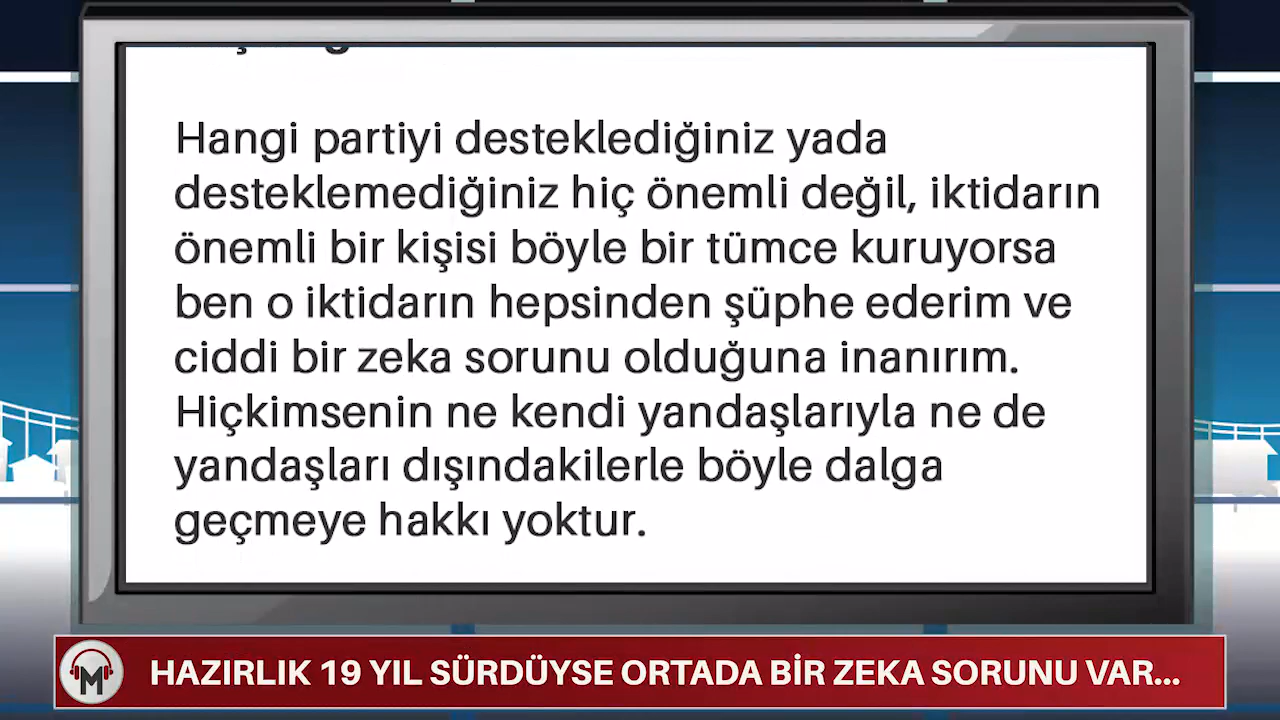 Hangi partiyi desteklediğiniz yada
desteklemediğiniz hiç önemli değil, iktidarın
önemli bir kişisi böyle bir tümce kuruyorsa
ben o iktidarın hepsinden şüphe ederim ve
ciddi bir zeka sorunu olduğuna inanırım.
Hiçkimsenin ne kendi yandaşlarıyla ne de
yandaşları dışındakilerle böyle dalga
geçmeye hakkı yoktur.
M
HAZIRLIK 19 YIL SÜRDÜYSE ORTADA BİR ZEKA SORUNU VAR...